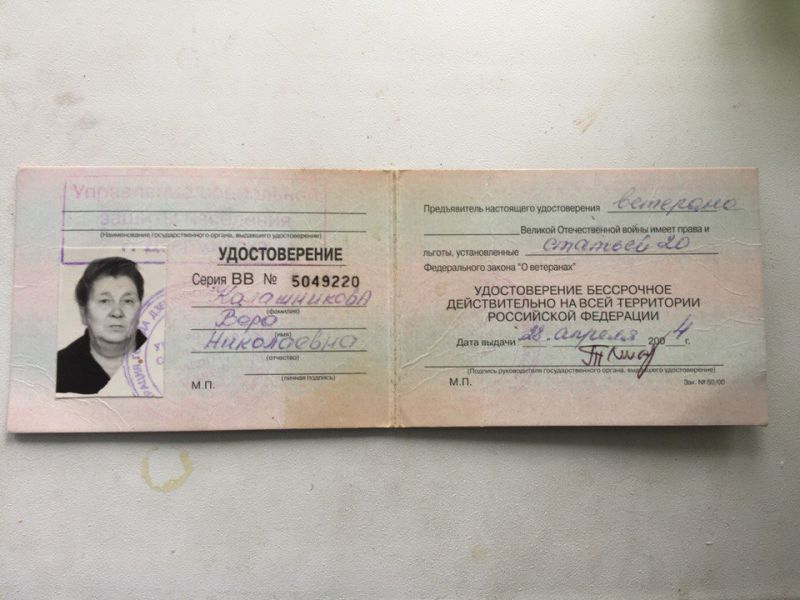 (Наименование государственного органа, выдавшего удостоверение)
УДОСТОВЕРЕНИЕ
Серия ВВ № 5049220
Калашникова
(фамилия)
Вера
(имя)
Николаевна
(отчество)
(личная подпись)
М.П.
Предъявитель настоящего удостоверения ветерана
Великой Отечественной войны имеет права и
льготы, установленные статьей 20
Федерального закона "О ветеранах"
УДОСТОВЕРЕНИЕ БЕССРОЧНОЕ
ДЕЙСТВИТЕЛЬНО НА ВСЕЙ ТЕРРИТОРИИ
РОССИЙСКОЙ ФЕДЕРАЦИИ
Дата выдачи 28 апреля 2004 г.
(Подпись руководителя государственного органа, выдавшего удостоверение)
М.П.
Зак. № 50/00